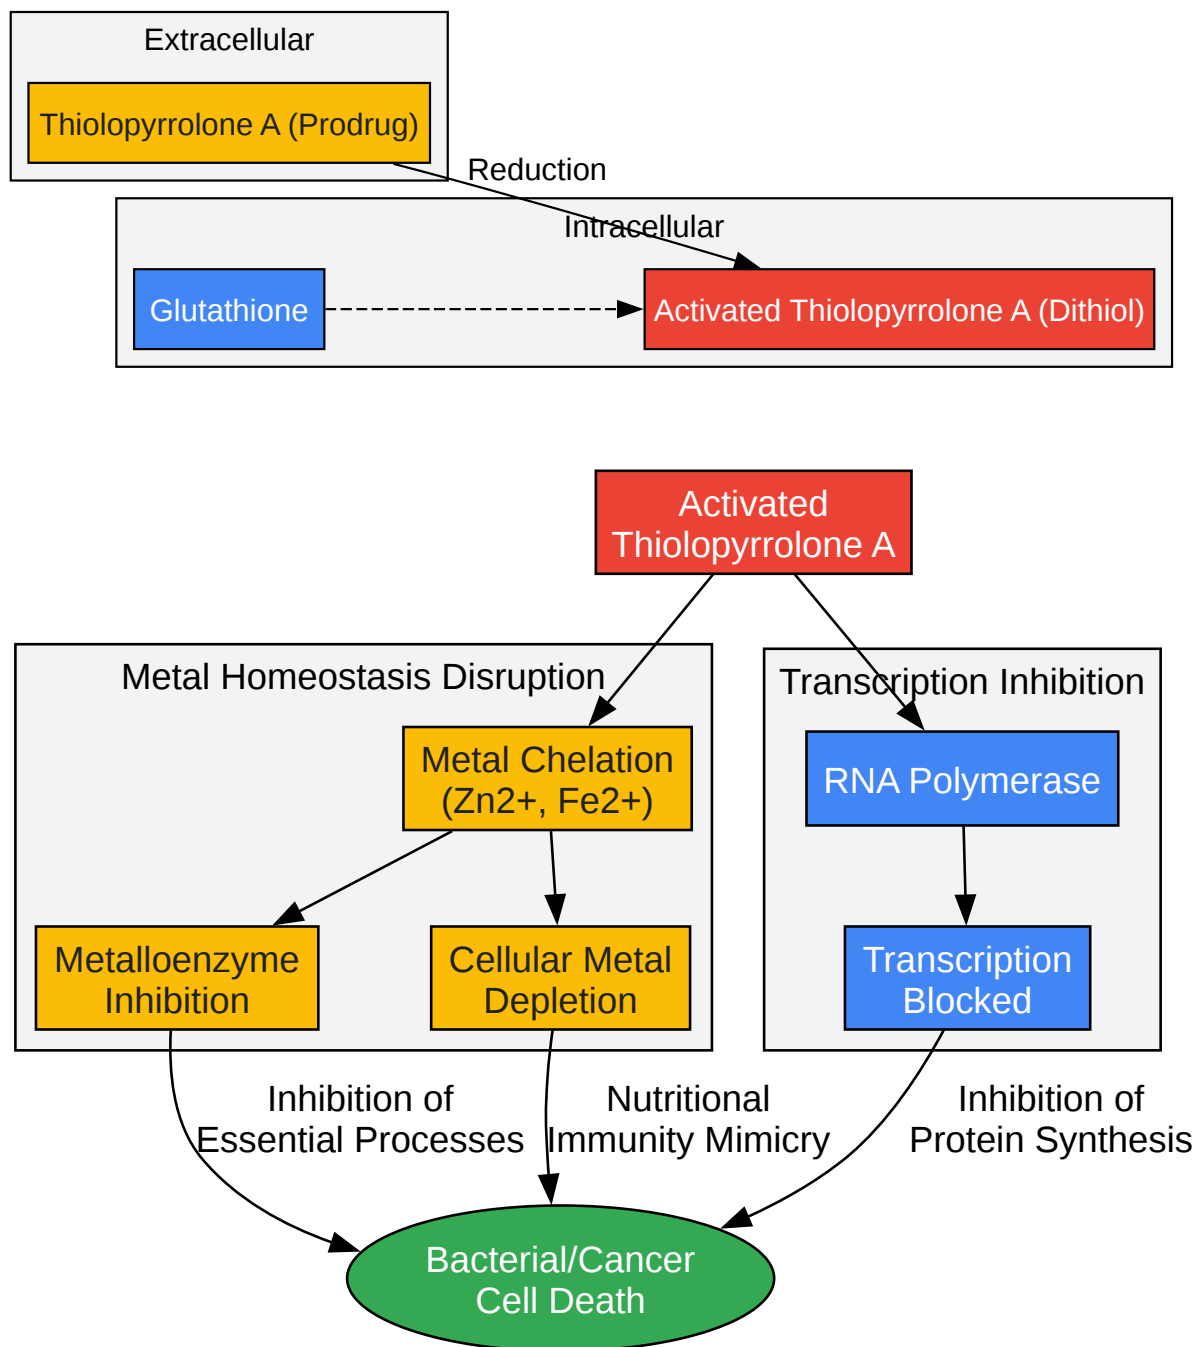 Extracellular
Thiolopyrrolone A (Prodrug)
Reduction
Intracellular
Glutathione
Activated Thiolopyrrolone A (Dithiol)
Activated
Thiolopyrrolone A
Metal Homeostasis Disruption
Transcription Inhibition
Metal Chelation
(Zn2+, Fe2+)
RNA Polymerase
Metalloenzyme
Inhibition
Cellular Metal
Depletion
Transcription
Blocked
Inhibition of
Essential Processes
Nutritional
Immunity Mimicry
Inhibition of
Protein Synthesis
Bacterial/Cancer
Cell Death